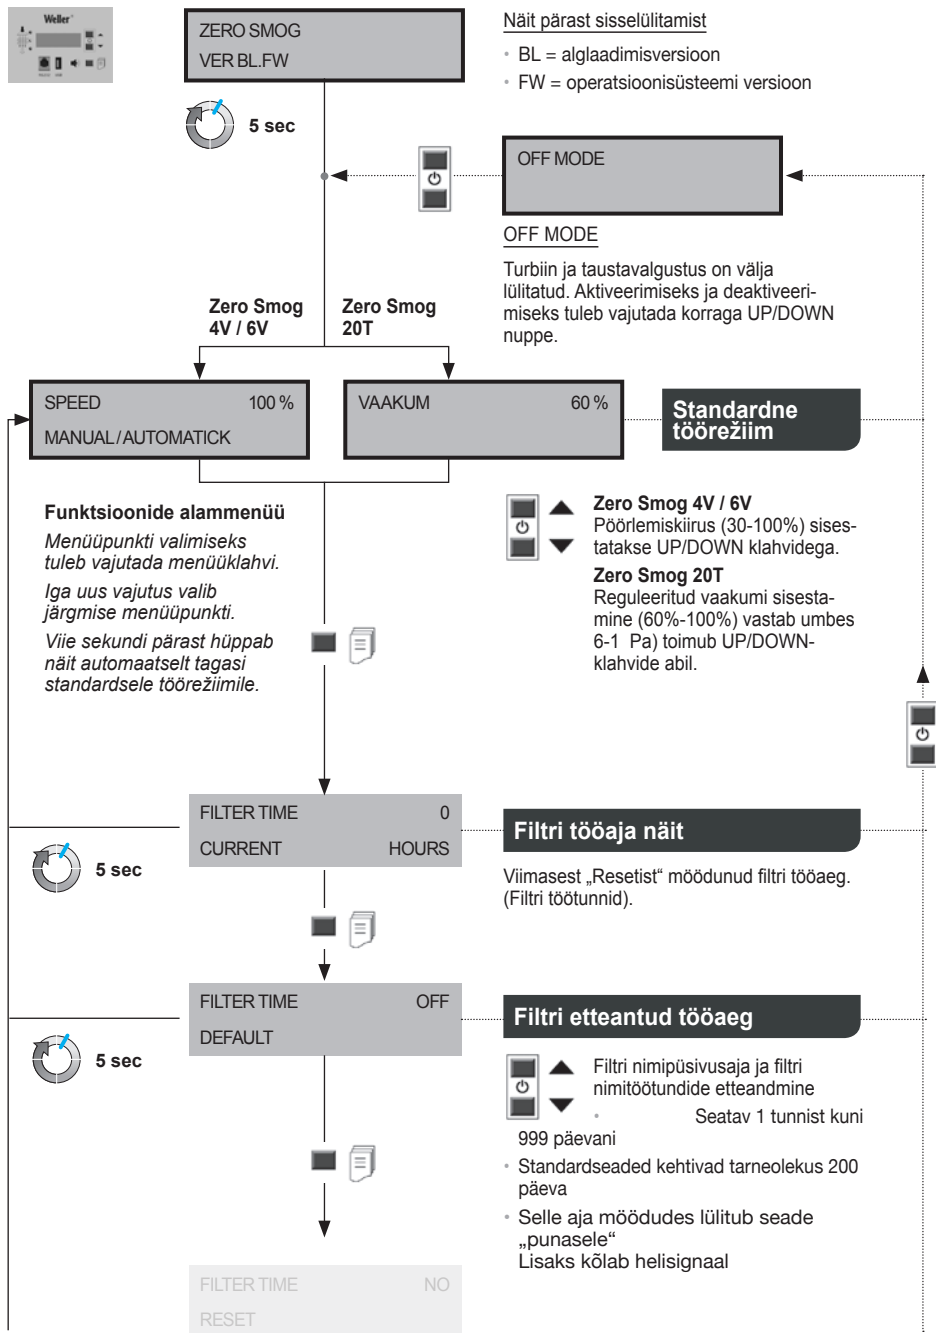 Weller
ZERO SMOG
VER BL.FW
Näit pärast sisselülitamist
• BL = alglaadimisversioon
• FW = operatsioonisüsteemi versioon
5 sec
OFF MODE
OFF MODE
Turbiin ja taustavalgustus on välja
lülitatud. Aktiveerimiseks ja deaktiveeri-
miseks tuleb vajutada korraga UP/DOWN
nuppe.
Zero Smog
4V / 6V
Zero Smog
20T
SPEED 100 %
MANUAL/AUTOMATICK
VAAKUM 60 %
Standardne
töörežiim
Funktsioonide alammenüü
Menüüpunkti valimiseks
tuleb vajutada menüüklahvi.
Iga uus vajutus valib
järgmise menüüpunkti.
Viie sekundi pärast hüppab
näit automaatselt tagasi
standardsele töörežiimile.
Zero Smog 4V / 6V
Pöörlemiskiirus (30-100%) sises-
tatakse UP/DOWN klahvidega.
Zero Smog 20T
Reguleeritud vaakumi sisesta-
mine (60%-100%) vastab umbes
6-1 Pa) toimub UP/DOWN-
klahvide abil.
FILTER TIME 0
CURRENT HOURS
5 sec
Filtri tööaja näit
Viimasest „Resetist“ möödunud filtri tööaeg.
(Filtri töötunnid).
FILTER TIME OFF
DEFAULT
5 sec
Filtri etteantud tööaeg
Filtri nimipüsivusaja ja filtri
nimitöötundide etteandmine
• Seatav 1 tunnist kuni
999 päevani
• Standardseaded kehtivad tarneolekus 200
päeva
• Selle aja möödudes lülitub seade
„punasele“
Lisaks kõlab helisignaal
FILTER TIME NO
RESET